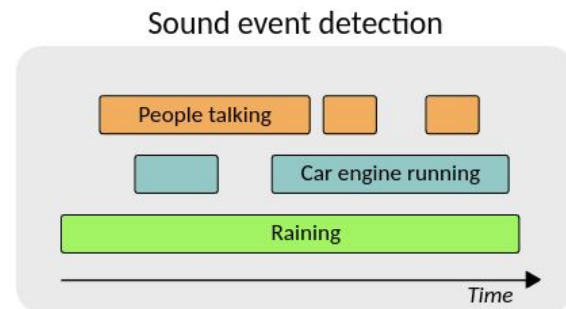 Sound event detection
People talking
Car engine running
Raining
Time